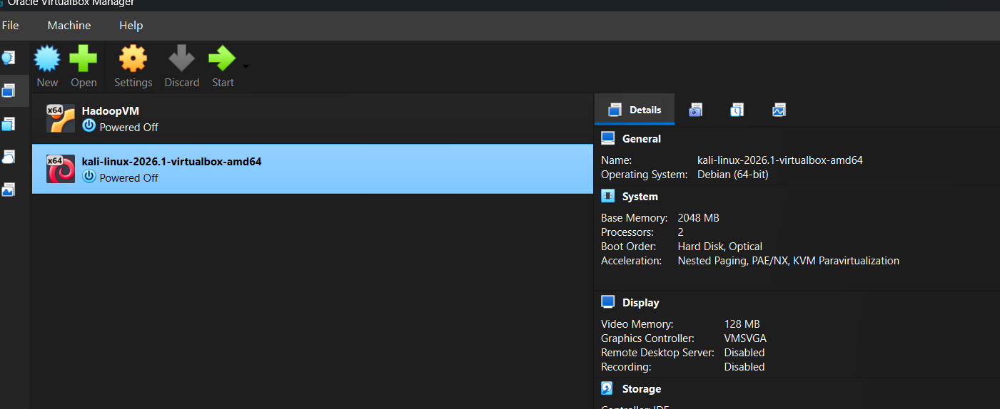 Oracle VirtualBox Manager
File Machine Help
New Open Settings Discard Start
x64 HadoopVM
Powered Off
x64 kali-linux-2026.1-virtualbox-amd64
Powered Off
Details
General
Name: kali-linux-2026.1-virtualbox-amd64
Operating System: Debian (64-bit)
System
Base Memory: 2048 MB
Processors: 2
Boot Order: Hard Disk, Optical
Acceleration: Nested Paging, PAE/NX, KVM Paravirtualization
Display
Video Memory: 128 MB
Graphics Controller: VMSVGA
Remote Desktop Server: Disabled
Recording: Disabled
Storage
Controller: IDE